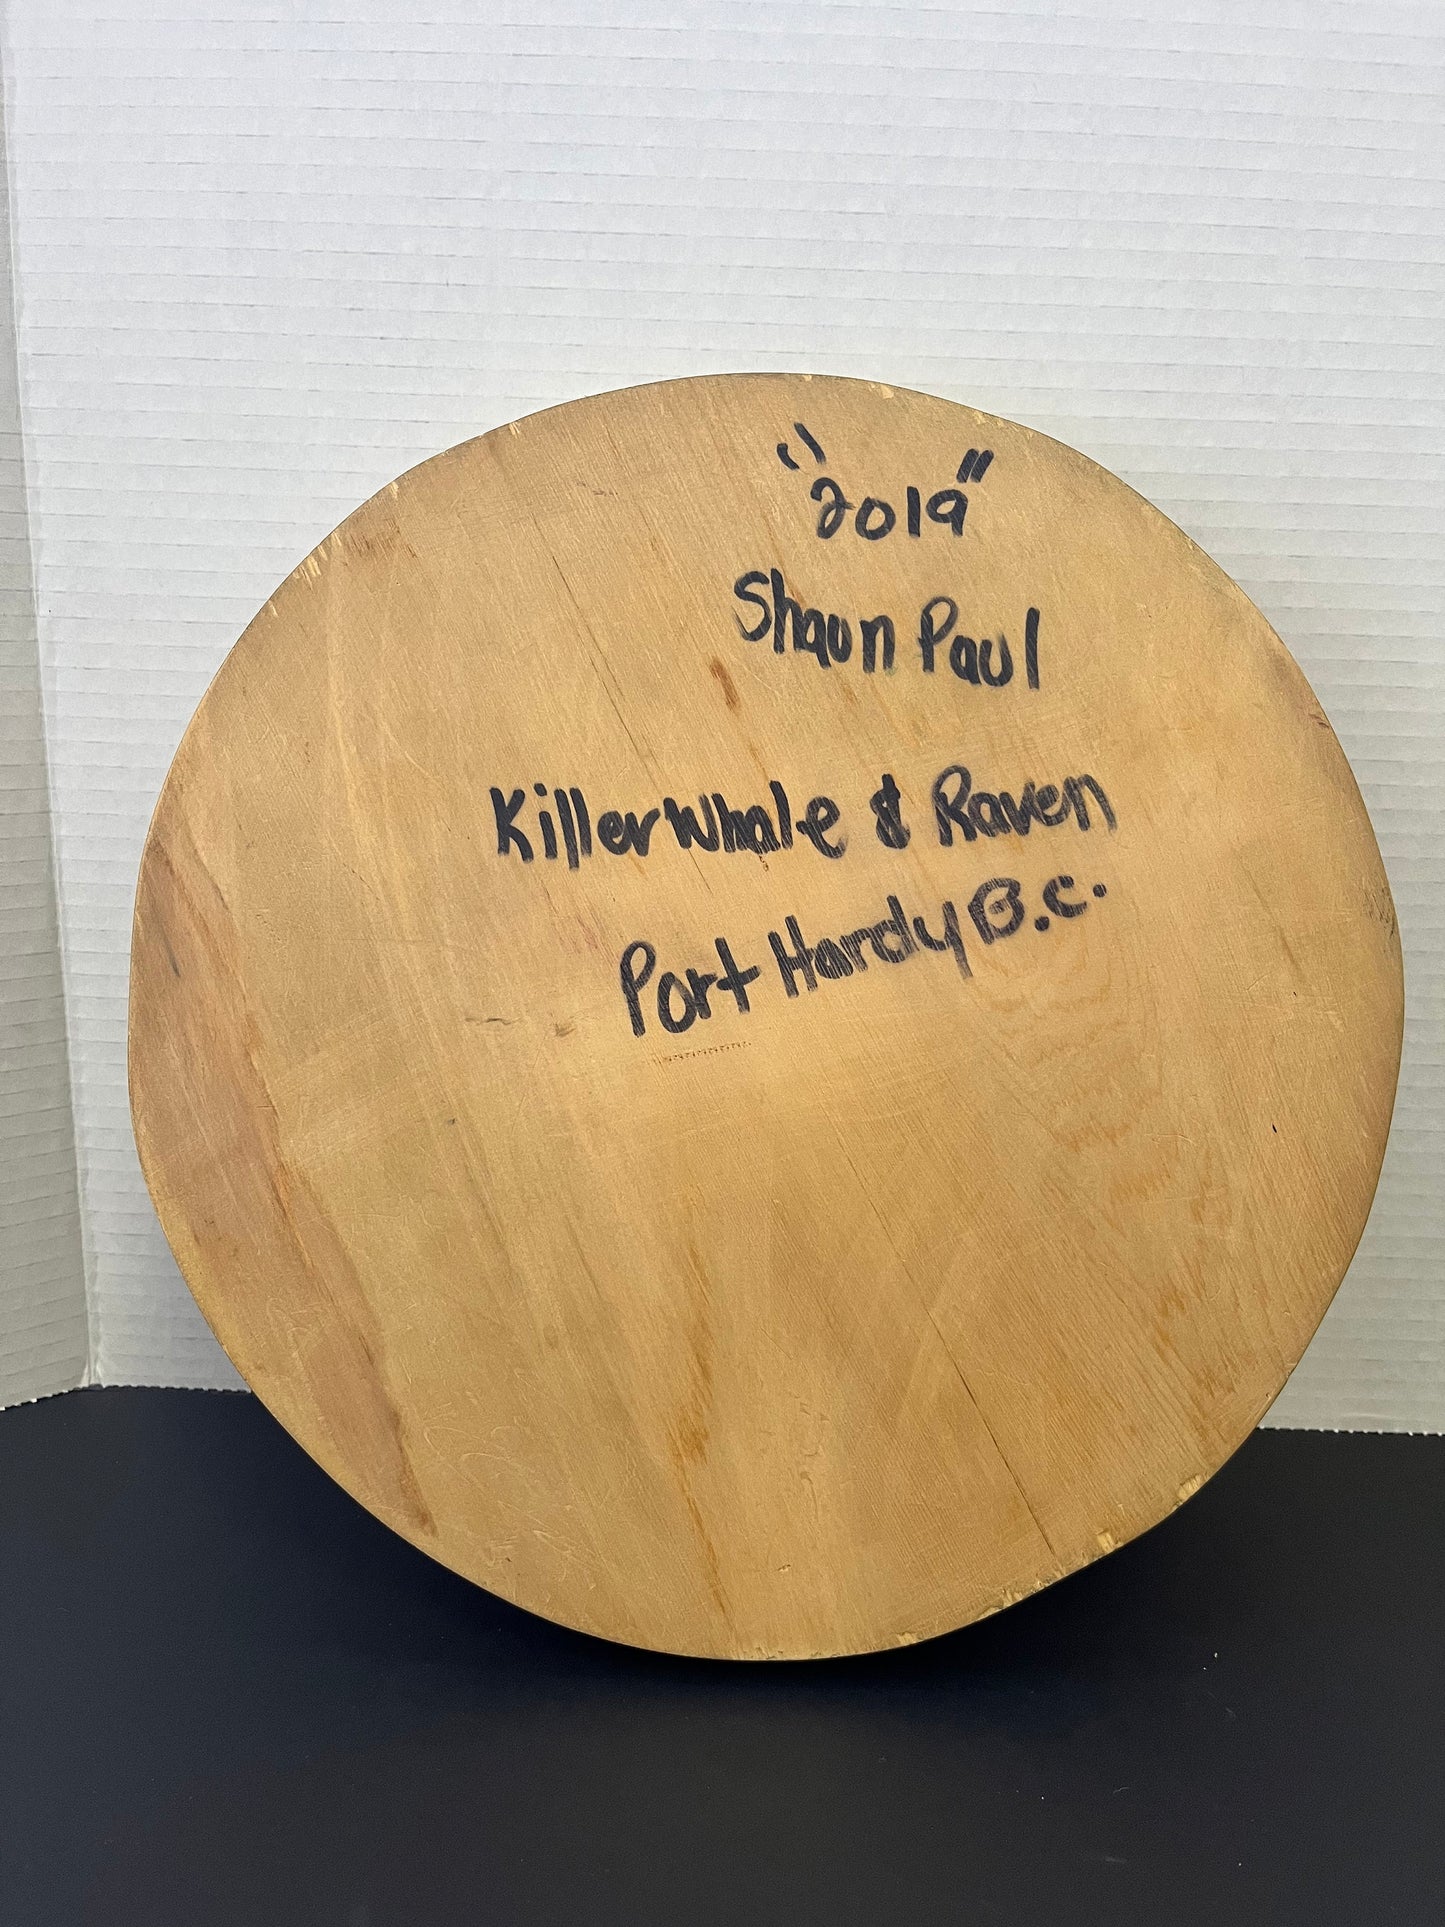 "2019"
Shaun Paul
Killerwhale & Raven
Port Hardy B.C.